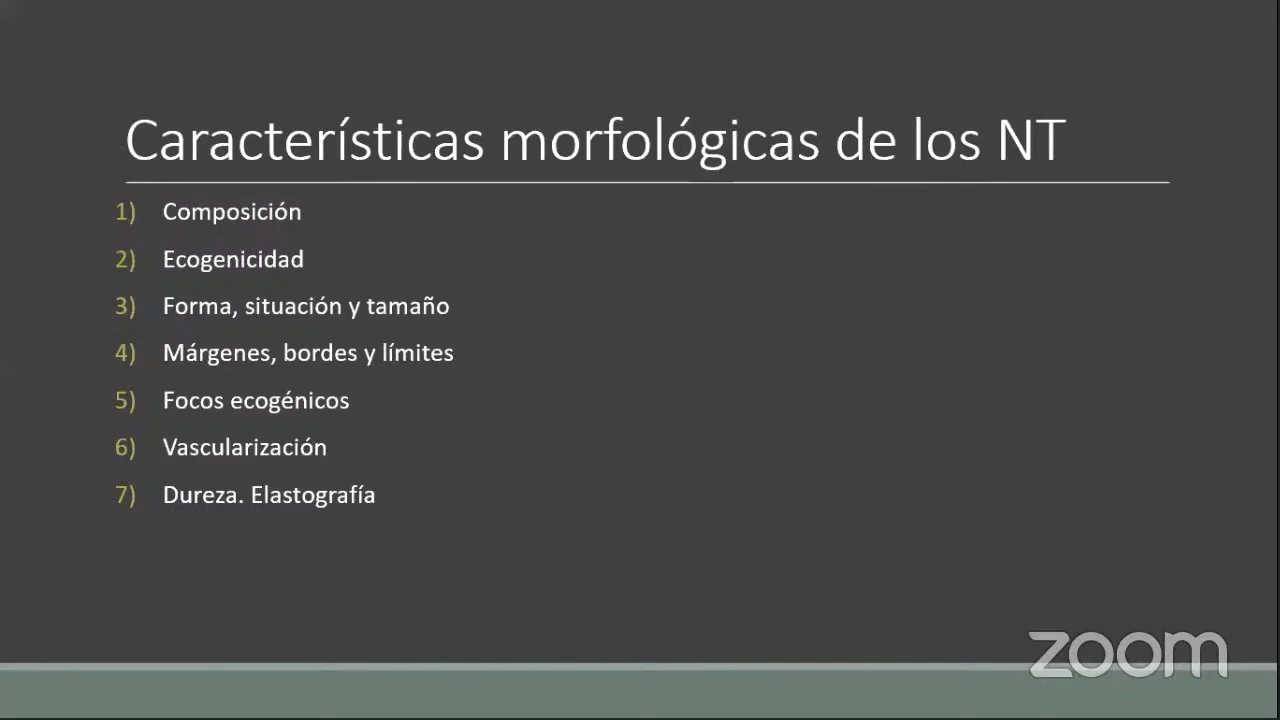 Características morfológicas de los NT
1) Composición
2) Ecogenicidad
3) Forma, situación y tamaño
4) Márgenes, bordes y límites
5) Focos ecogénicos
6) Vascularización
7) Dureza. Elastografía
zoom